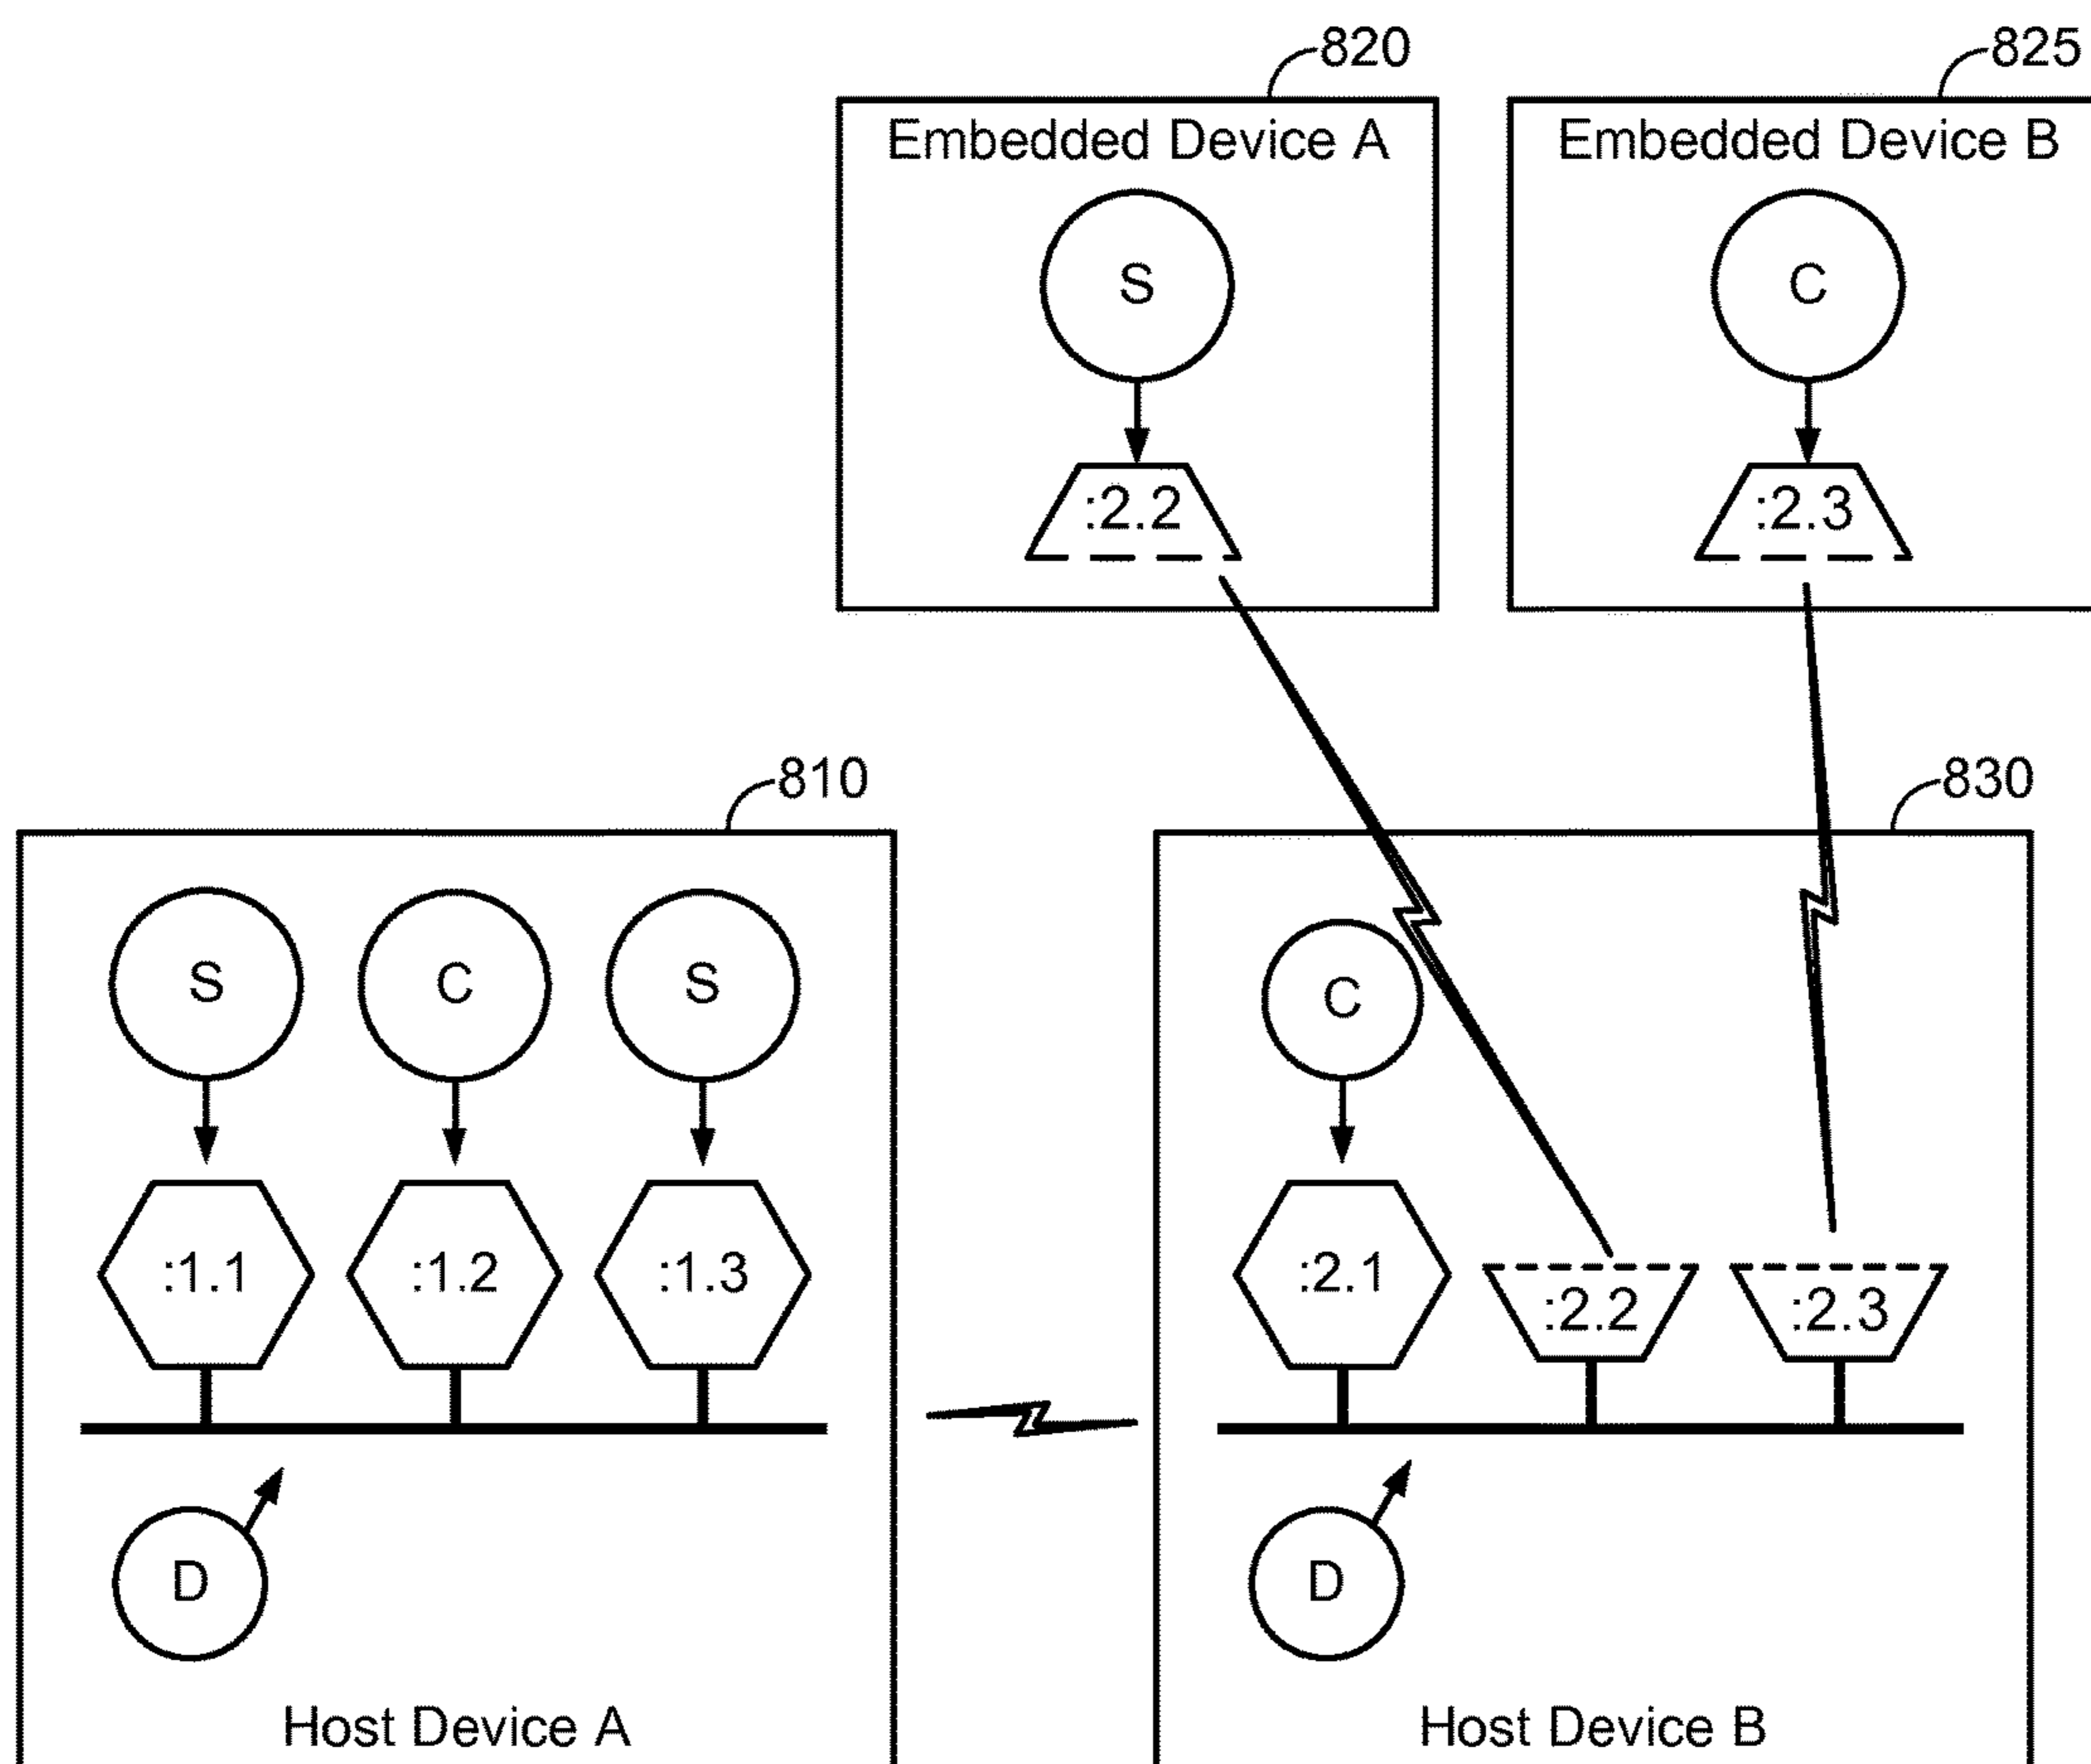 820
825
Embedded Device A
Embedded Device B
S
C
:2.2
:2.3
810
830
S
C
S
C
:1.1
:1.2
:1.3
:2.1
:2.2
:2.3
D
D
Host Device A
Host Device B